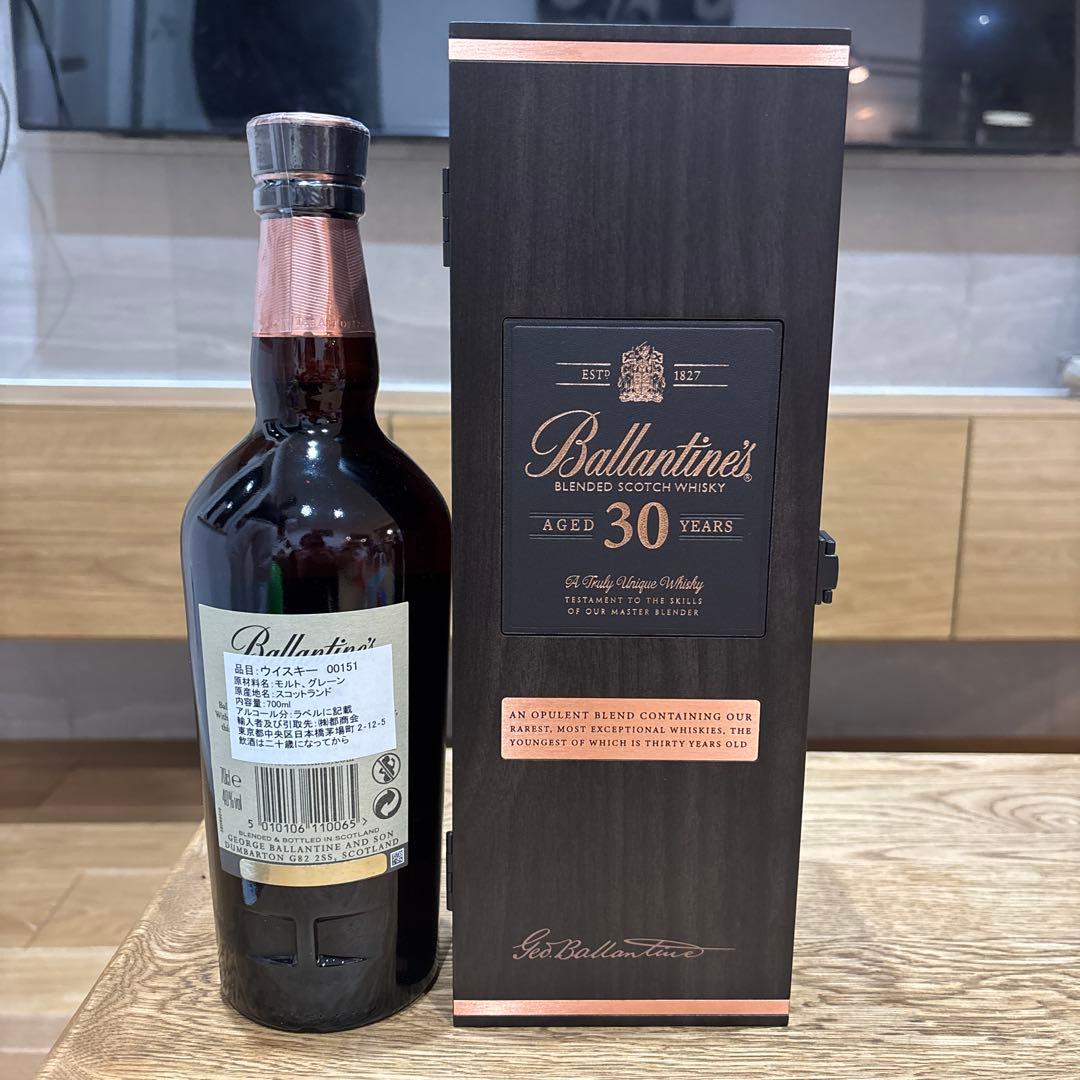 Ballantine's
品目:ウイスキー 00151
原材料名:モルト、グレーン
原産地名:スコットランド
内容量:700ml
アルコール分:ラベルに記載
輸入者及び引取先:㈱都商会
東京都中央区日本橋茅場町2-12-5
飲酒は二十歳になってから
70cl e
40%vol
5 010106 110065 >
BLENDED & BOTTLED IN SCOTLAND
GEORGE BALLANTINE AND SON
DUMBARTON G82 2SS, SCOTLAND
ESTD 1827
Ballantine's®
BLENDED SCOTCH WHISKY
AGED 30 YEARS
A Truly Unique Whisky
TESTAMENT TO THE SKILLS
OF OUR MASTER BLENDER
AN OPULENT BLEND CONTAINING OUR
RAREST, MOST EXCEPTIONAL WHISKIES, THE
YOUNGEST OF WHICH IS THIRTY YEARS OLD
Geo. Ballantine